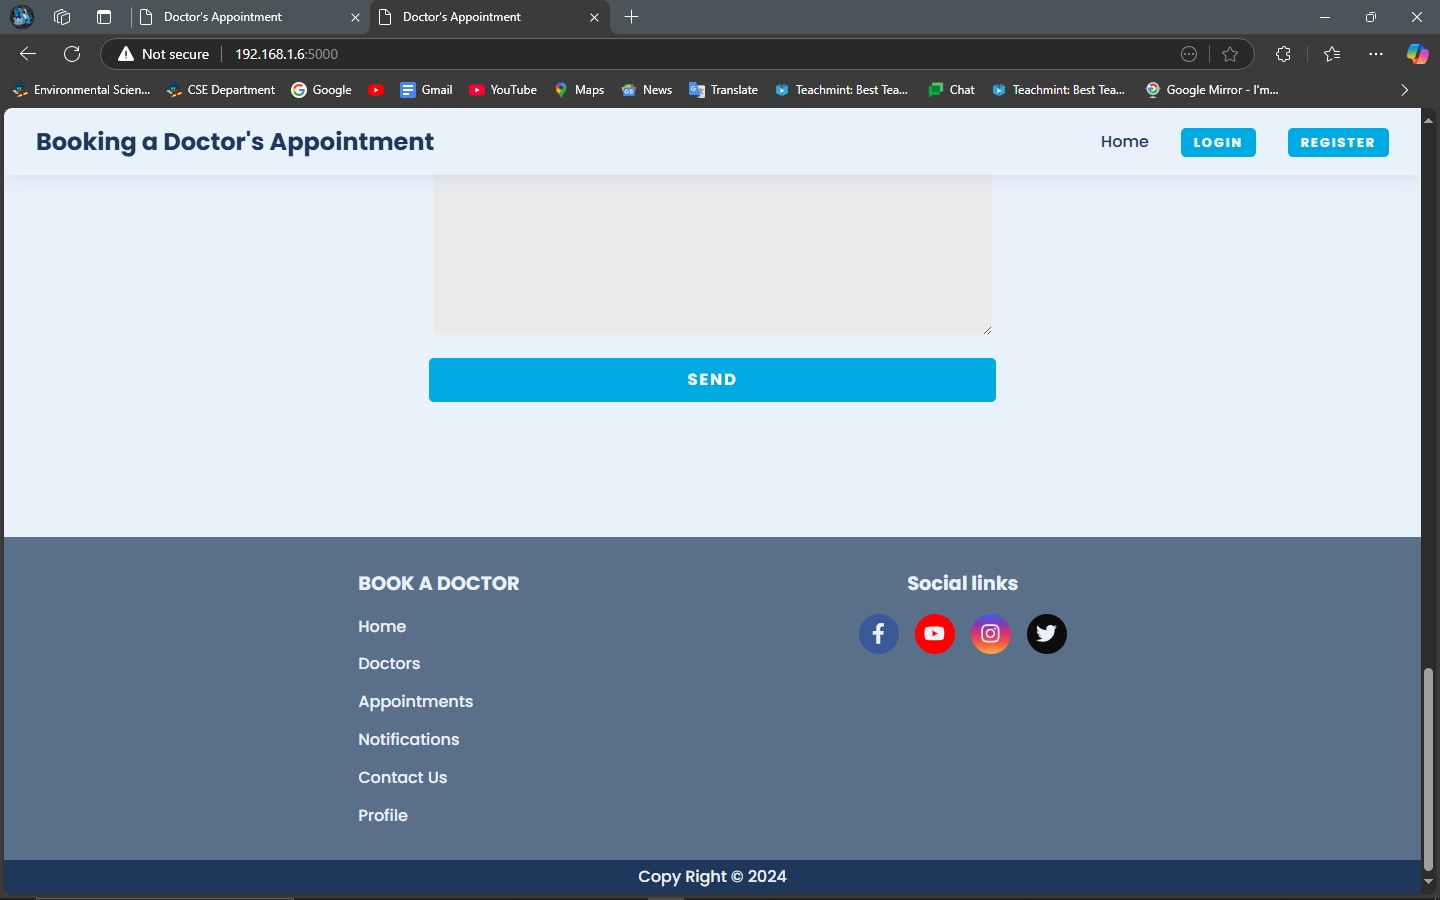 Doctor's Appointment
Doctor's Appointment
Not secure
192.168.1.6:5000
Environmental Scien...
CSE Department
Google
Gmail
YouTube
Maps
News
Translate
Teachmint: Best Tea...
Chat
Teachmint: Best Tea...
Google Mirror - I'm...
Booking a Doctor's Appointment
Home
LOGIN
REGISTER
SEND
BOOK A DOCTOR
Home
Doctors
Appointments
Notifications
Contact Us
Profile
Social links
Copy Right © 2024